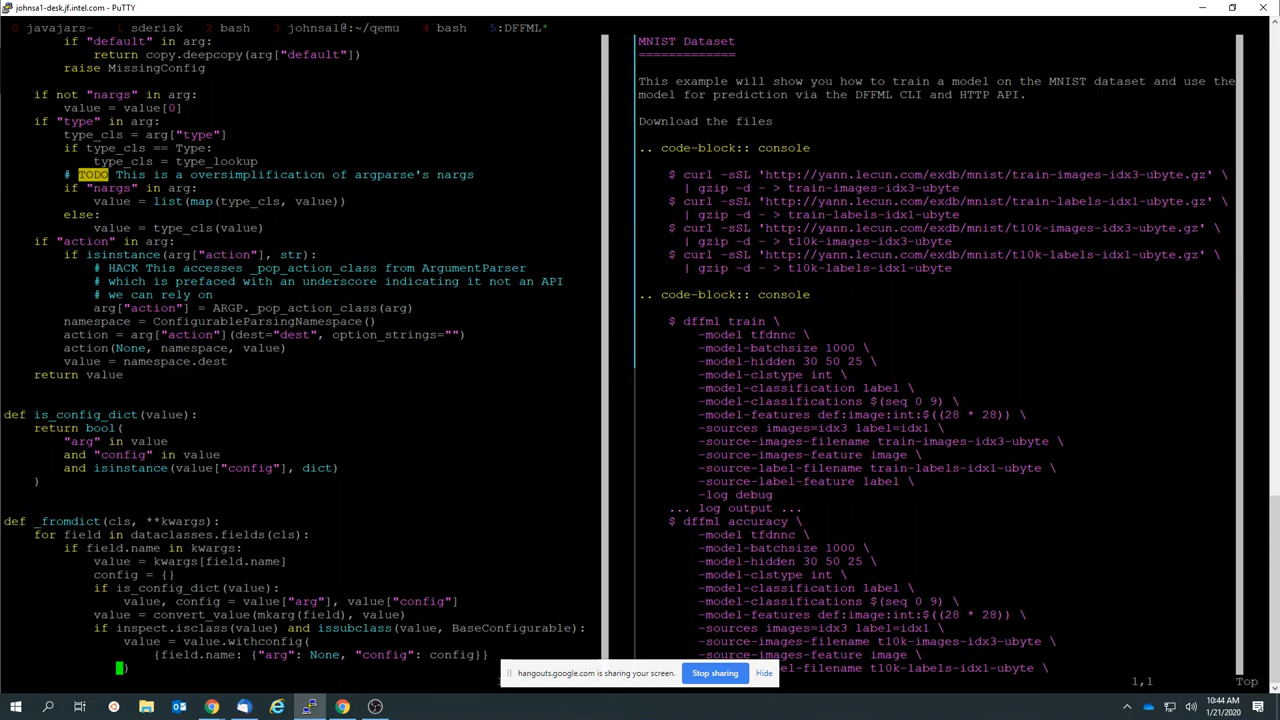 johnsa1-desk.jf.intel.com - PuTTY
0 javajars- 1 sderisk 2 bash 3 johnsa1@:~/qemu 4 bash 5:DFFML*
if "default" in arg:
return copy.deepcopy(arg["default"])
raise MissingConfig
if not "nargs" in arg:
value = value[0]
if "type" in arg:
type_cls = arg["type"]
if type_cls == Type:
type_cls = type_lookup
# TODO This is a oversimplification of argparse's nargs
if "nargs" in arg:
value = list(map(type_cls, value))
else:
value = type_cls(value)
if "action" in arg:
if isinstance(arg["action"], str):
# HACK This accesses _pop_action_class from ArgumentParser
# which is prefaced with an underscore indicating it not an API
# we can rely on
arg["action"] = ARGP._pop_action_class(arg)
namespace = ConfigurableParsingNamespace()
action = arg["action"](dest="dest", option_strings="")
action(None, namespace, value)
value = namespace.dest
return value
def is_config_dict(value):
return bool(
"arg" in value
and "config" in value
and isinstance(value["config"], dict)
)
def _fromdict(cls, **kwargs):
for field in dataclasses.fields(cls):
if field.name in kwargs:
value = kwargs[field.name]
config = {}
if is_config_dict(value):
value, config = value["arg"], value["config"]
value = convert_value(mkarg(field), value)
if inspect.isclass(value) and issubclass(value, BaseConfigurable):
value = value.withconfig(
{field.name: {"arg": None, "config": config}}
)
MNIST Dataset
=============
This example will show you how to train a model on the MNIST dataset and use the
model for prediction via the DFFML CLI and HTTP API.
Download the files
.. code-block:: console
$ curl -sSL 'http://yann.lecun.com/exdb/mnist/train-images-idx3-ubyte.gz' \
| gzip -d - > train-images-idx3-ubyte
$ curl -sSL 'http://yann.lecun.com/exdb/mnist/train-labels-idx1-ubyte.gz' \
| gzip -d - > train-labels-idx1-ubyte
$ curl -sSL 'http://yann.lecun.com/exdb/mnist/t10k-images-idx3-ubyte.gz' \
| gzip -d - > t10k-images-idx3-ubyte
$ curl -sSL 'http://yann.lecun.com/exdb/mnist/t10k-labels-idx1-ubyte.gz' \
| gzip -d - > t10k-labels-idx1-ubyte
.. code-block:: console
$ dffml train \
-model tfdnnc \
-model-batchsize 1000 \
-model-hidden 30 50 25 \
-model-clstype int \
-model-classification label \
-model-classifications $(seq 0 9) \
-model-features def:image:int:$((28 * 28)) \
-sources images=idx3 label=idx1 \
-source-images-filename train-images-idx3-ubyte \
-source-images-feature image \
-source-label-filename train-labels-idx1-ubyte \
-source-label-feature label \
-log debug
... log output ...
$ dffml accuracy \
-model tfdnnc \
-model-batchsize 1000 \
-model-hidden 30 50 25 \
-model-clstype int \
-model-classification label \
-model-classifications $(seq 0 9) \
-model-features def:image:int:$((28 * 28)) \
-sources images=idx3 label=idx1 \
-source-images-filename t10k-images-idx3-ubyte \
-source-images-feature image \
-filename t10k-labels-idx1-ubyte \
hangouts.google.com is sharing your screen. Stop sharing Hide
1,1 Top
10:44 AM
1/21/2020